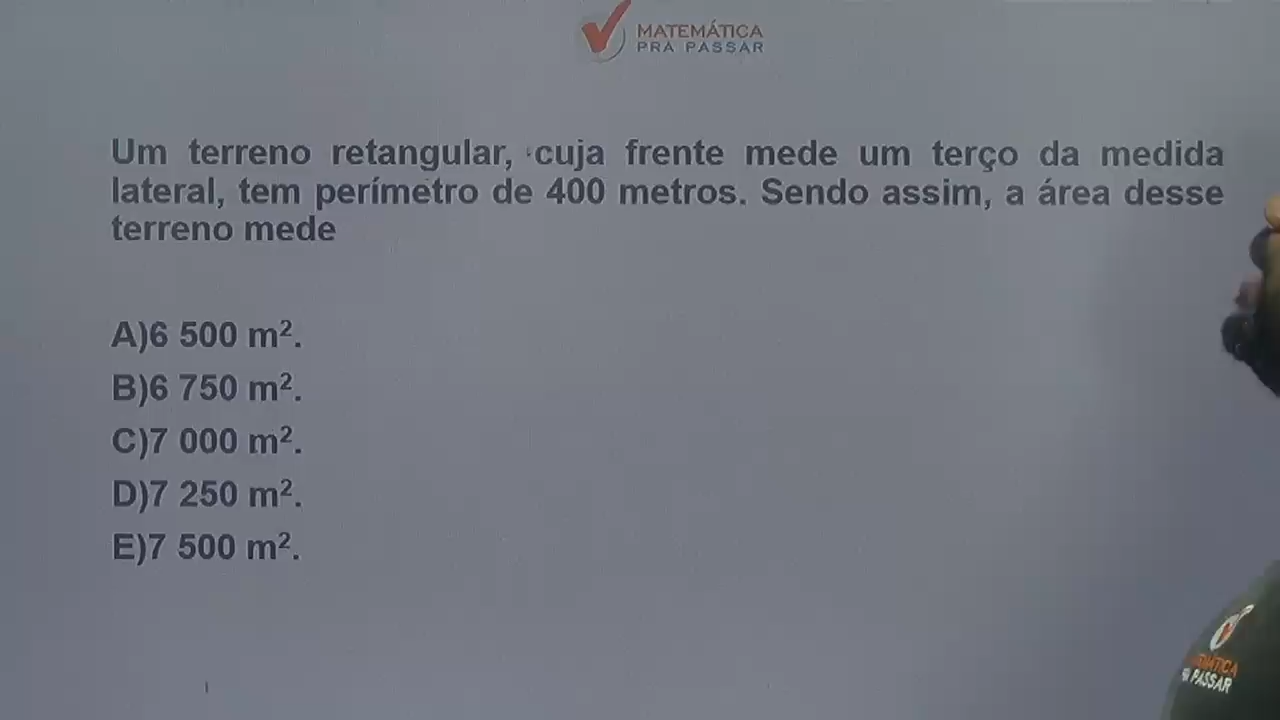 MATEMÁTICA
PRA PASSAR
Um terreno retangular, cuja frente mede um terço da medida
lateral, tem perímetro de 400 metros. Sendo assim, a área desse
terreno mede
A)6 500 m².
B)6 750 m².
C)7 000 m².
D)7 250 m².
E)7 500 m².
PASSAR